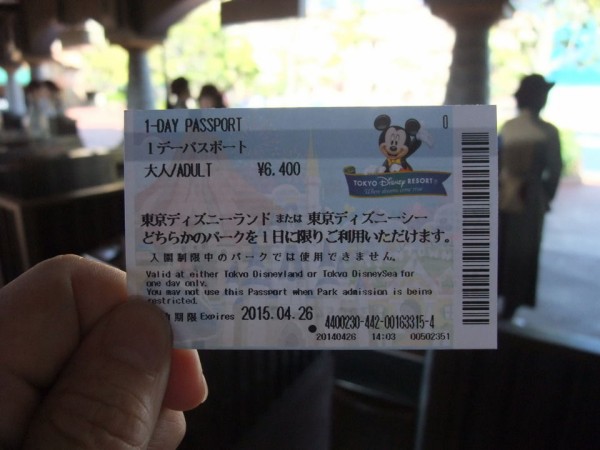 1-DAY PASSPORT 0
1デーパスポート
大人/ADULT ¥6,400
TOKYO Disney RESORT
東京ディズニーランド または 東京ディズニーシー
どちらかのパークを1日に限りご利用いただけます。
入園制限中のパークでは使用できません。
Valid at either Tokyo Disneyland or Tokyo DisneySea for
one day only.
You may not use this Passport when Park admission is being
restricted.
期限 Expires 2015.04.26
4400230-442-00163315-4
20140426 14:03 00502351